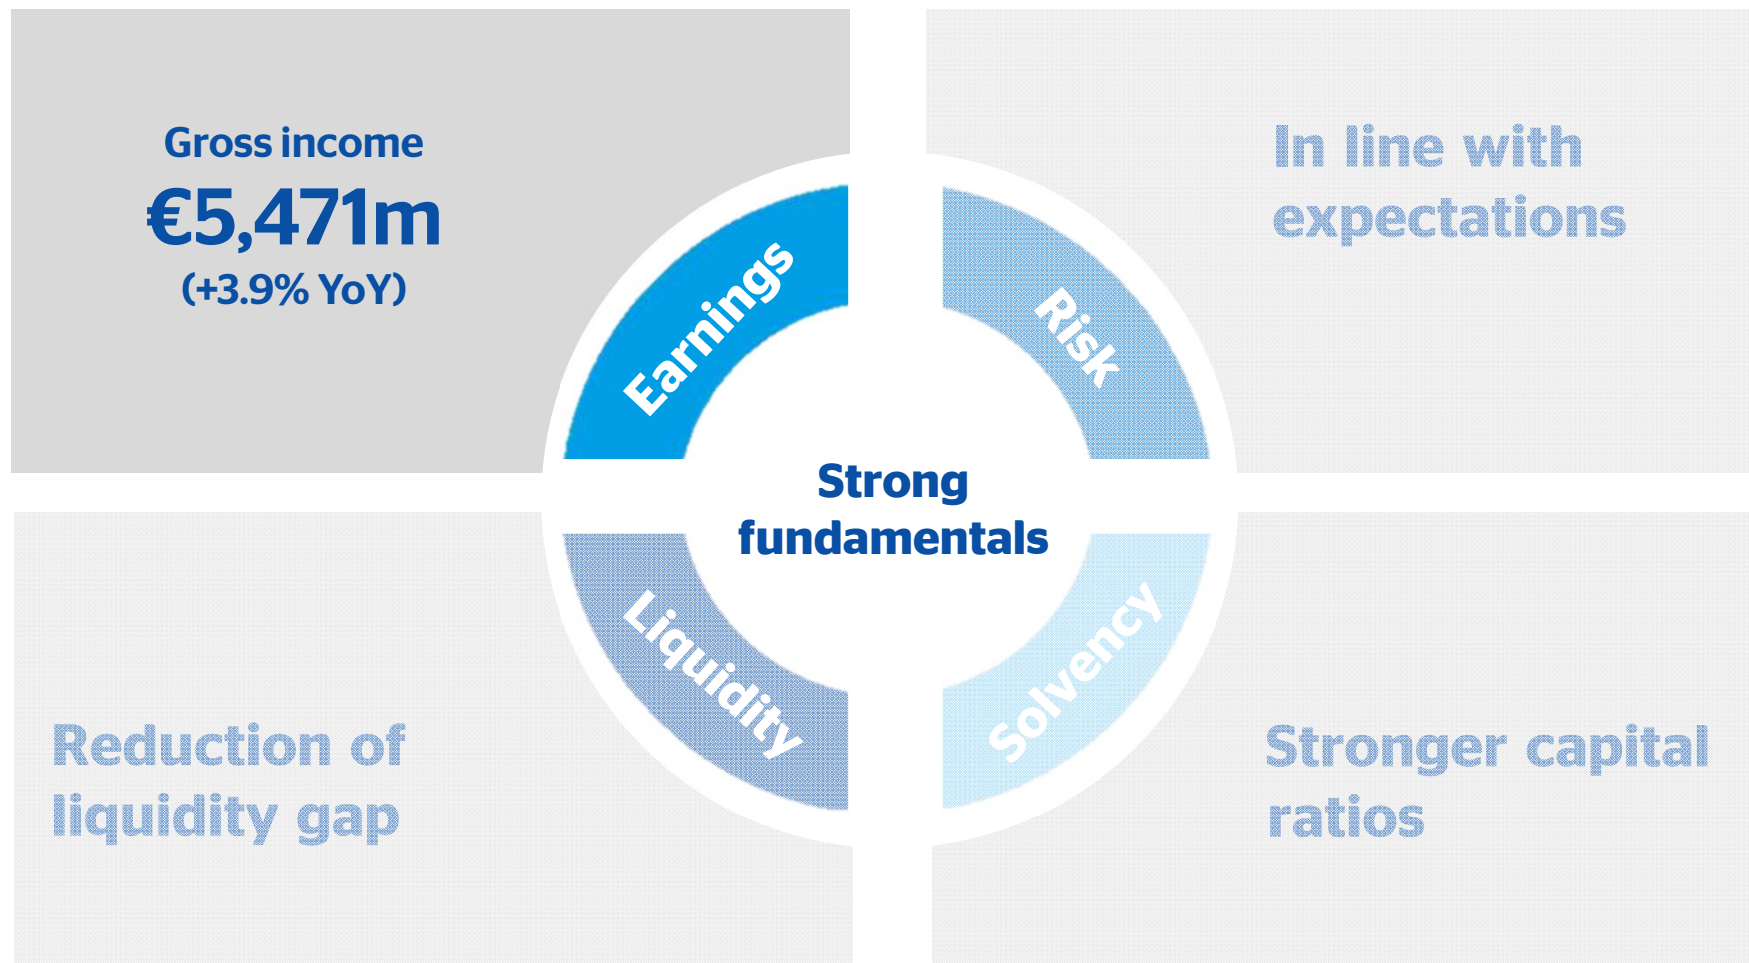 Gross income
€5,471m
(+3.9% YoY)
Earnings
In line with
expectations
Risk
Strong
fundamentals
Reduction of
liquidity gap
Liquidity
Solvency
Stronger capital
ratios